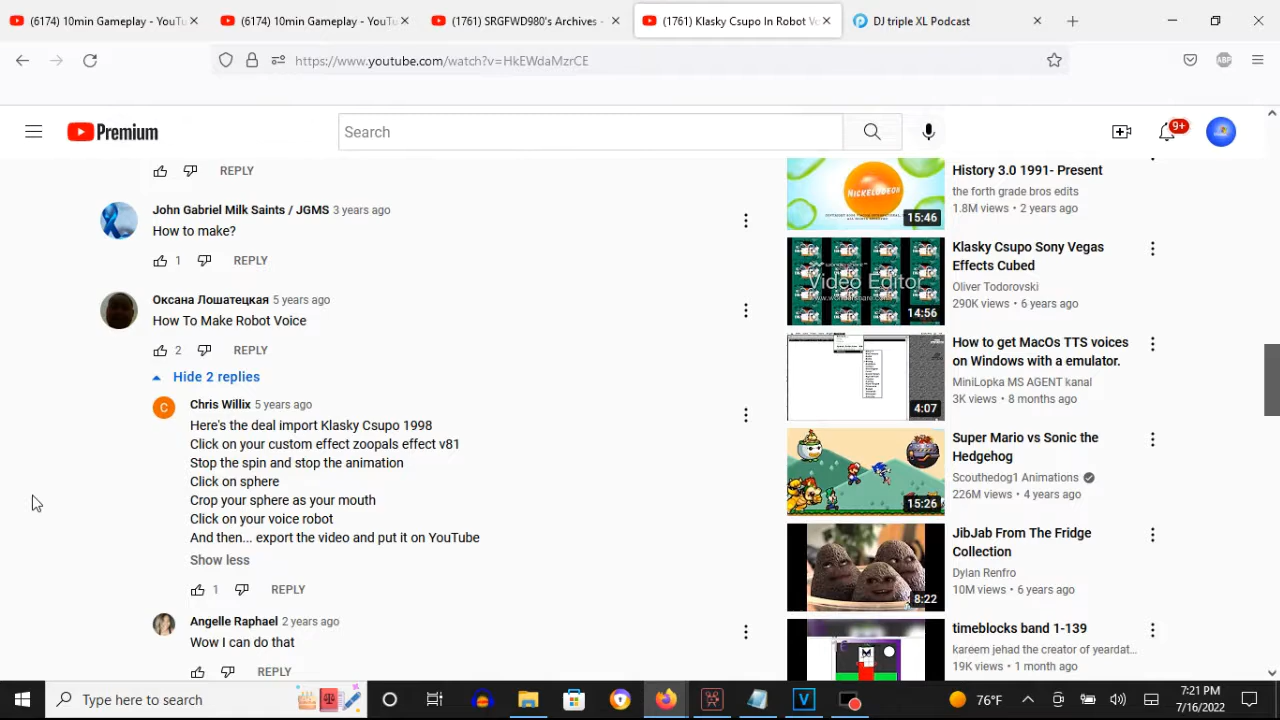 (6174) 10min Gameplay - YouTu
(6174) 10min Gameplay - YouTu
(1761) SRGFWD980's Archives -
(1761) Klasky Csupo In Robot Vo
DJ triple XL Podcast
https://www.youtube.com/watch?v=HkEWdaMzrCE
ABP
Premium
Search
9+
REPLY
John Gabriel Milk Saints / JGMS 3 years ago
How to make?
1 REPLY
Оксана Лошатецкая 5 years ago
How To Make Robot Voice
2 REPLY
Hide 2 replies
C
Chris Willix 5 years ago
Here's the deal import Klasky Csupo 1998
Click on your custom effect zoopals effect v81
Stop the spin and stop the animation
Click on sphere
Crop your sphere as your mouth
Click on your voice robot
And then... export the video and put it on YouTube
Show less
1 REPLY
Angelle Raphael 2 years ago
Wow I can do that
REPLY
NICKELODEON
15:46
History 3.0 1991- Present
the forth grade bros edits
1.8M views • 2 years ago
Video Editor
14:56
Klasky Csupo Sony Vegas
Effects Cubed
Oliver Todorovski
290K views • 6 years ago
4:07
How to get MacOs TTS voices
on Windows with a emulator.
MiniLopka MS AGENT kanal
3K views • 8 months ago
15:26
Super Mario vs Sonic the
Hedgehog
Scouthedog1 Animations
226M views • 4 years ago
8:22
JibJab From The Fridge
Collection
Dylan Renfro
10M views • 6 years ago
timeblocks band 1-139
kareem jehad the creator of yeardat...
19K views • 1 month ago
Type here to search
V
76°F
7:21 PM
7/16/2022